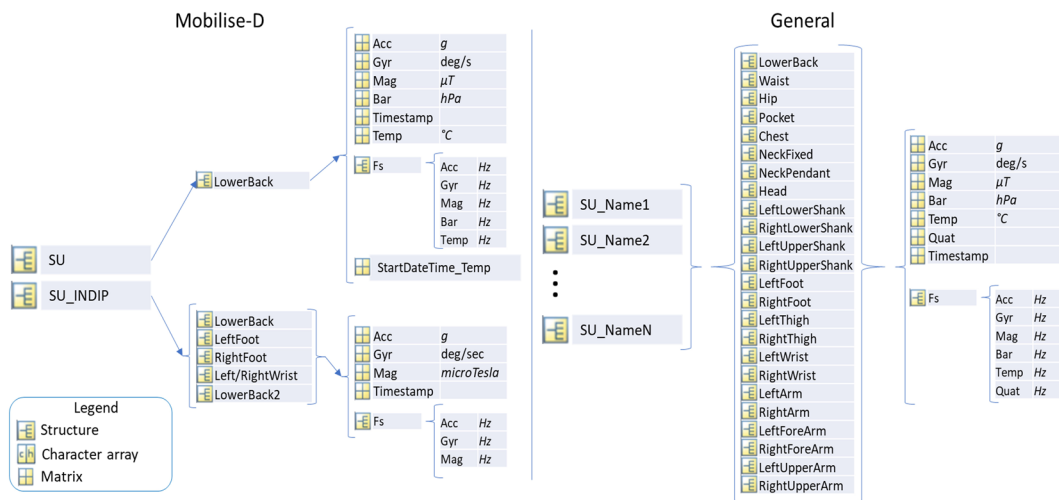 Mobilise-D
SU
SU_INDIP
LowerBack
Acc g
Gyr deg/s
Mag µT
Bar hPa
Timestamp
Temp °C
Fs
Acc Hz
Gyr Hz
Mag Hz
Bar Hz
Temp Hz
StartDateTime_Temp
LowerBack
LeftFoot
RightFoot
Left/RightWrist
LowerBack2
Acc g
Gyr deg/sec
Mag microTesla
Timestamp
Fs
Acc Hz
Gyr Hz
Mag Hz
Legend
Structure
ch Character array
Matrix
General
SU_Name1
SU_Name2
SU_NameN
LowerBack
Waist
Hip
Pocket
Chest
NeckFixed
NeckPendant
Head
LeftLowerShank
RightLowerShank
LeftUpperShank
RightUpperShank
LeftFoot
RightFoot
LeftThigh
RightThigh
LeftWrist
RightWrist
LeftArm
RightArm
LeftForeArm
RightForeArm
LeftUpperArm
RightUpperArm
Acc g
Gyr deg/s
Mag µT
Bar hPa
Temp °C
Quat
Timestamp
Fs
Acc Hz
Gyr Hz
Mag Hz
Bar Hz
Temp Hz
Quat Hz